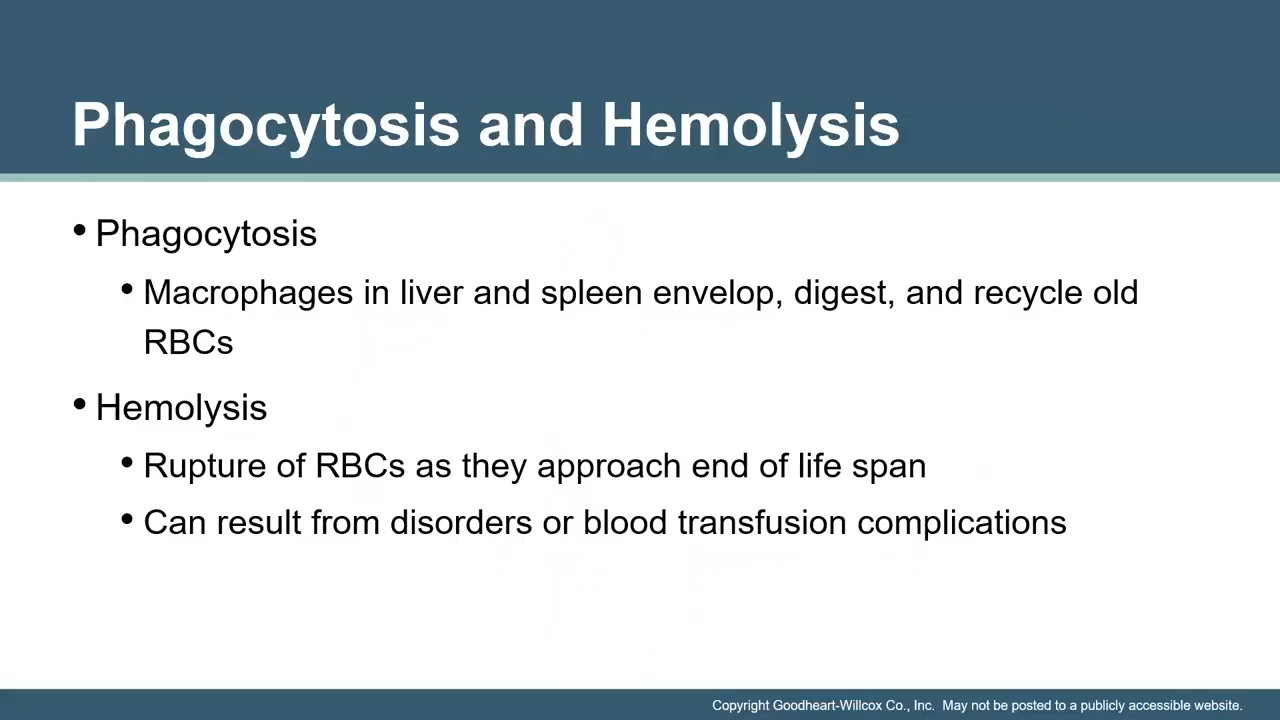 Phagocytosis and Hemolysis
• Phagocytosis
• Macrophages in liver and spleen envelop, digest, and recycle old
RBCs
• Hemolysis
• Rupture of RBCs as they approach end of life span
• Can result from disorders or blood transfusion complications
Copyright Goodheart-Willcox Co., Inc. May not be posted to a publicly accessible website.